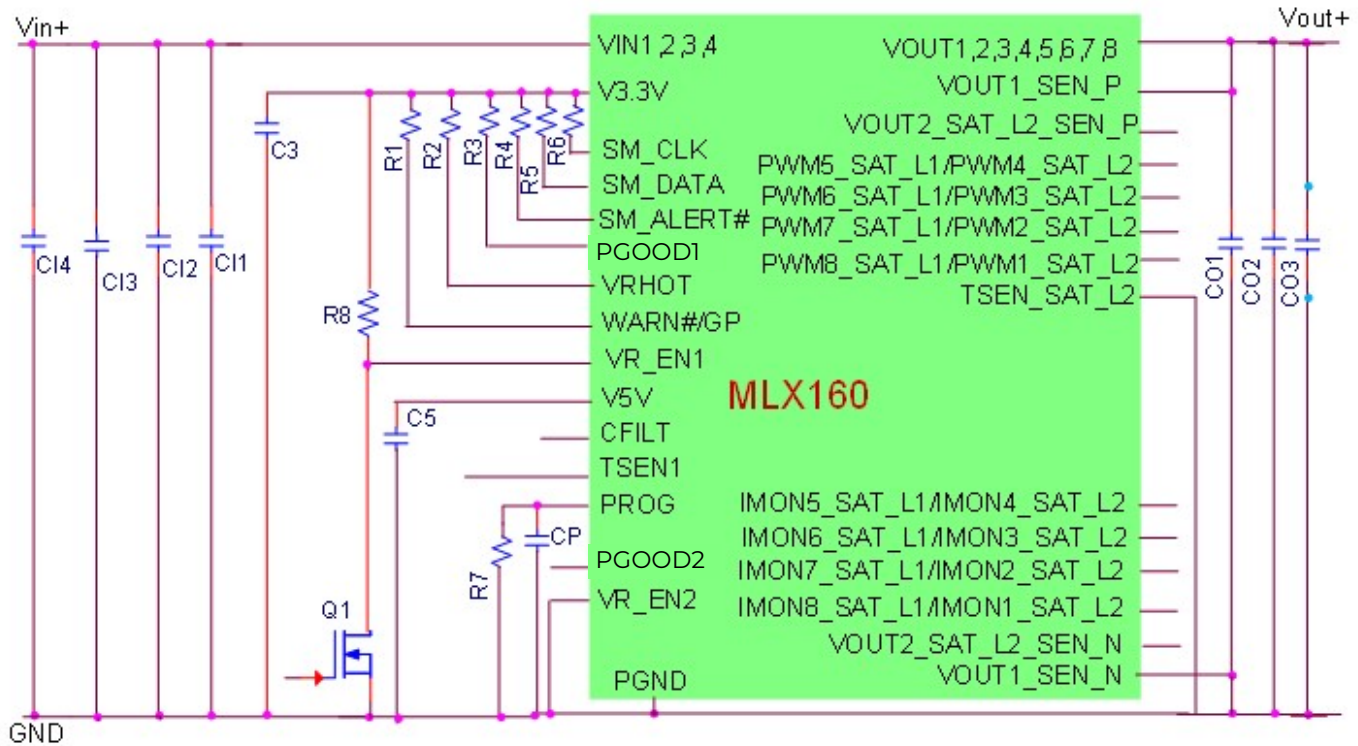 Vin+
Vout+
VIN1,2,3,4
VOUT1,2,3,4,5,6,7,8
V3.3V
VOUT1_SEN_P
VOUT2_SAT_L2_SEN_P
C3
R1
R2
R3
R4
R5
R6
SM_CLK
PWM5_SAT_L1/PWM4_SAT_L2
SM_DATA
PWM6_SAT_L1/PWM3_SAT_L2
SM_ALERT#
PWM7_SAT_L1/PWM2_SAT_L2
PGOOD1
PWM8_SAT_L1/PWM1_SAT_L2
CI4
CI3
CI2
CI1
CO1
CO2
CO3
VRHOT
TSEN_SAT_L2
R8
WARN#/GP
VR_EN1
MLX160
V5V
C5
CFILT
TSEN1
PROG
IMON5_SAT_L1/IMON4_SAT_L2
CP
IMON6_SAT_L1/IMON3_SAT_L2
PGOOD2
IMON7_SAT_L1/IMON2_SAT_L2
R7
VR_EN2
IMON8_SAT_L1/IMON1_SAT_L2
Q1
VOUT2_SAT_L2_SEN_N
PGND
VOUT1_SEN_N
GND